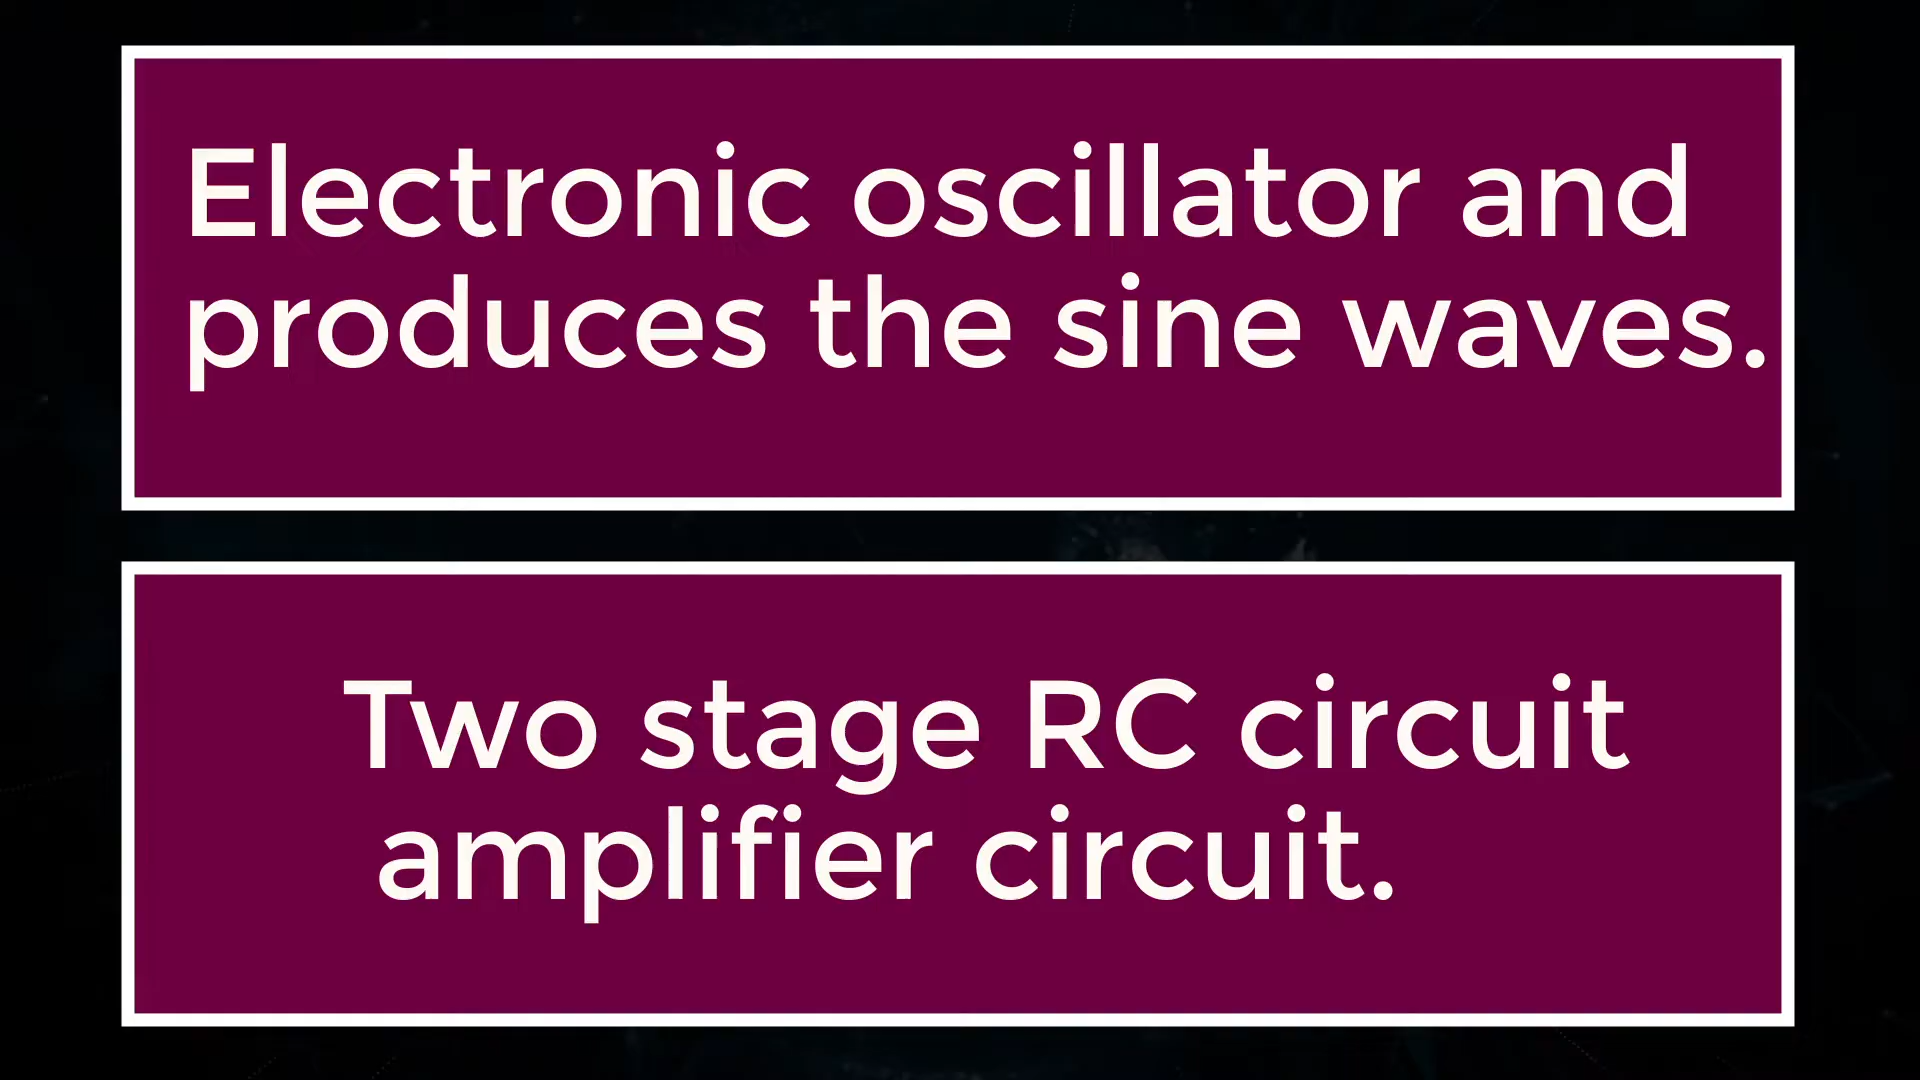 Electronic oscillator and
produces the sine waves.
Two stage RC circuit
amplifier circuit.